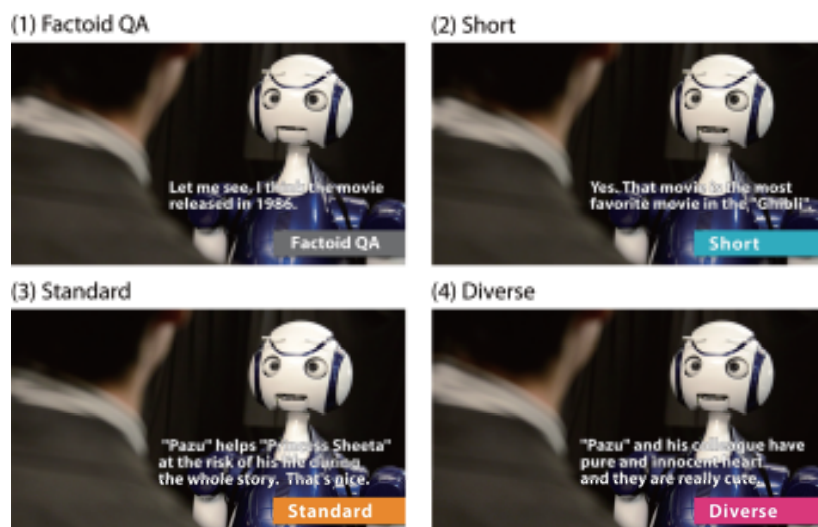 (1) Factoid QA
(2) Short
Let me see, I think the movie
released in 1986.
Factoid QA
Yes. That movie is the most
favorite movie in the "Ghibli".
Short
(3) Standard
(4) Diverse
"Pazu" helps "Princess Sheeta"
at the risk of his life during
the whole story. That's nice.
Standard
"Pazu" and his colleague have
pure and innocent heart
and they are really cute.
Diverse